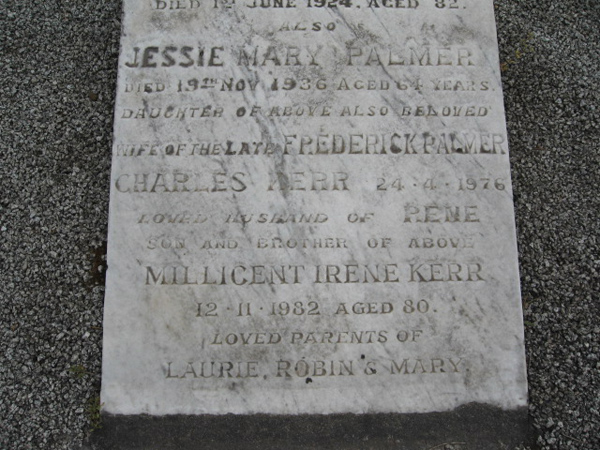 DIED 1ST JUNE 1924. AGED 82.
ALSO
JESSIE MARY PALMER
DIED 19TH NOV 1936 AGED 64 YEARS.
DAUGHTER OF ABOVE ALSO BELOVED
WIFE OF THE LATE FREDERICK PALMER
CHARLES KERR 24·4·1976
LOVED HUSBAND OF RENE
SON AND BROTHER OF ABOVE
MILLICENT IRENE KERR
12·11·1982 AGED 80.
LOVED PARENTS OF
LAURIE, ROBIN & MARY.